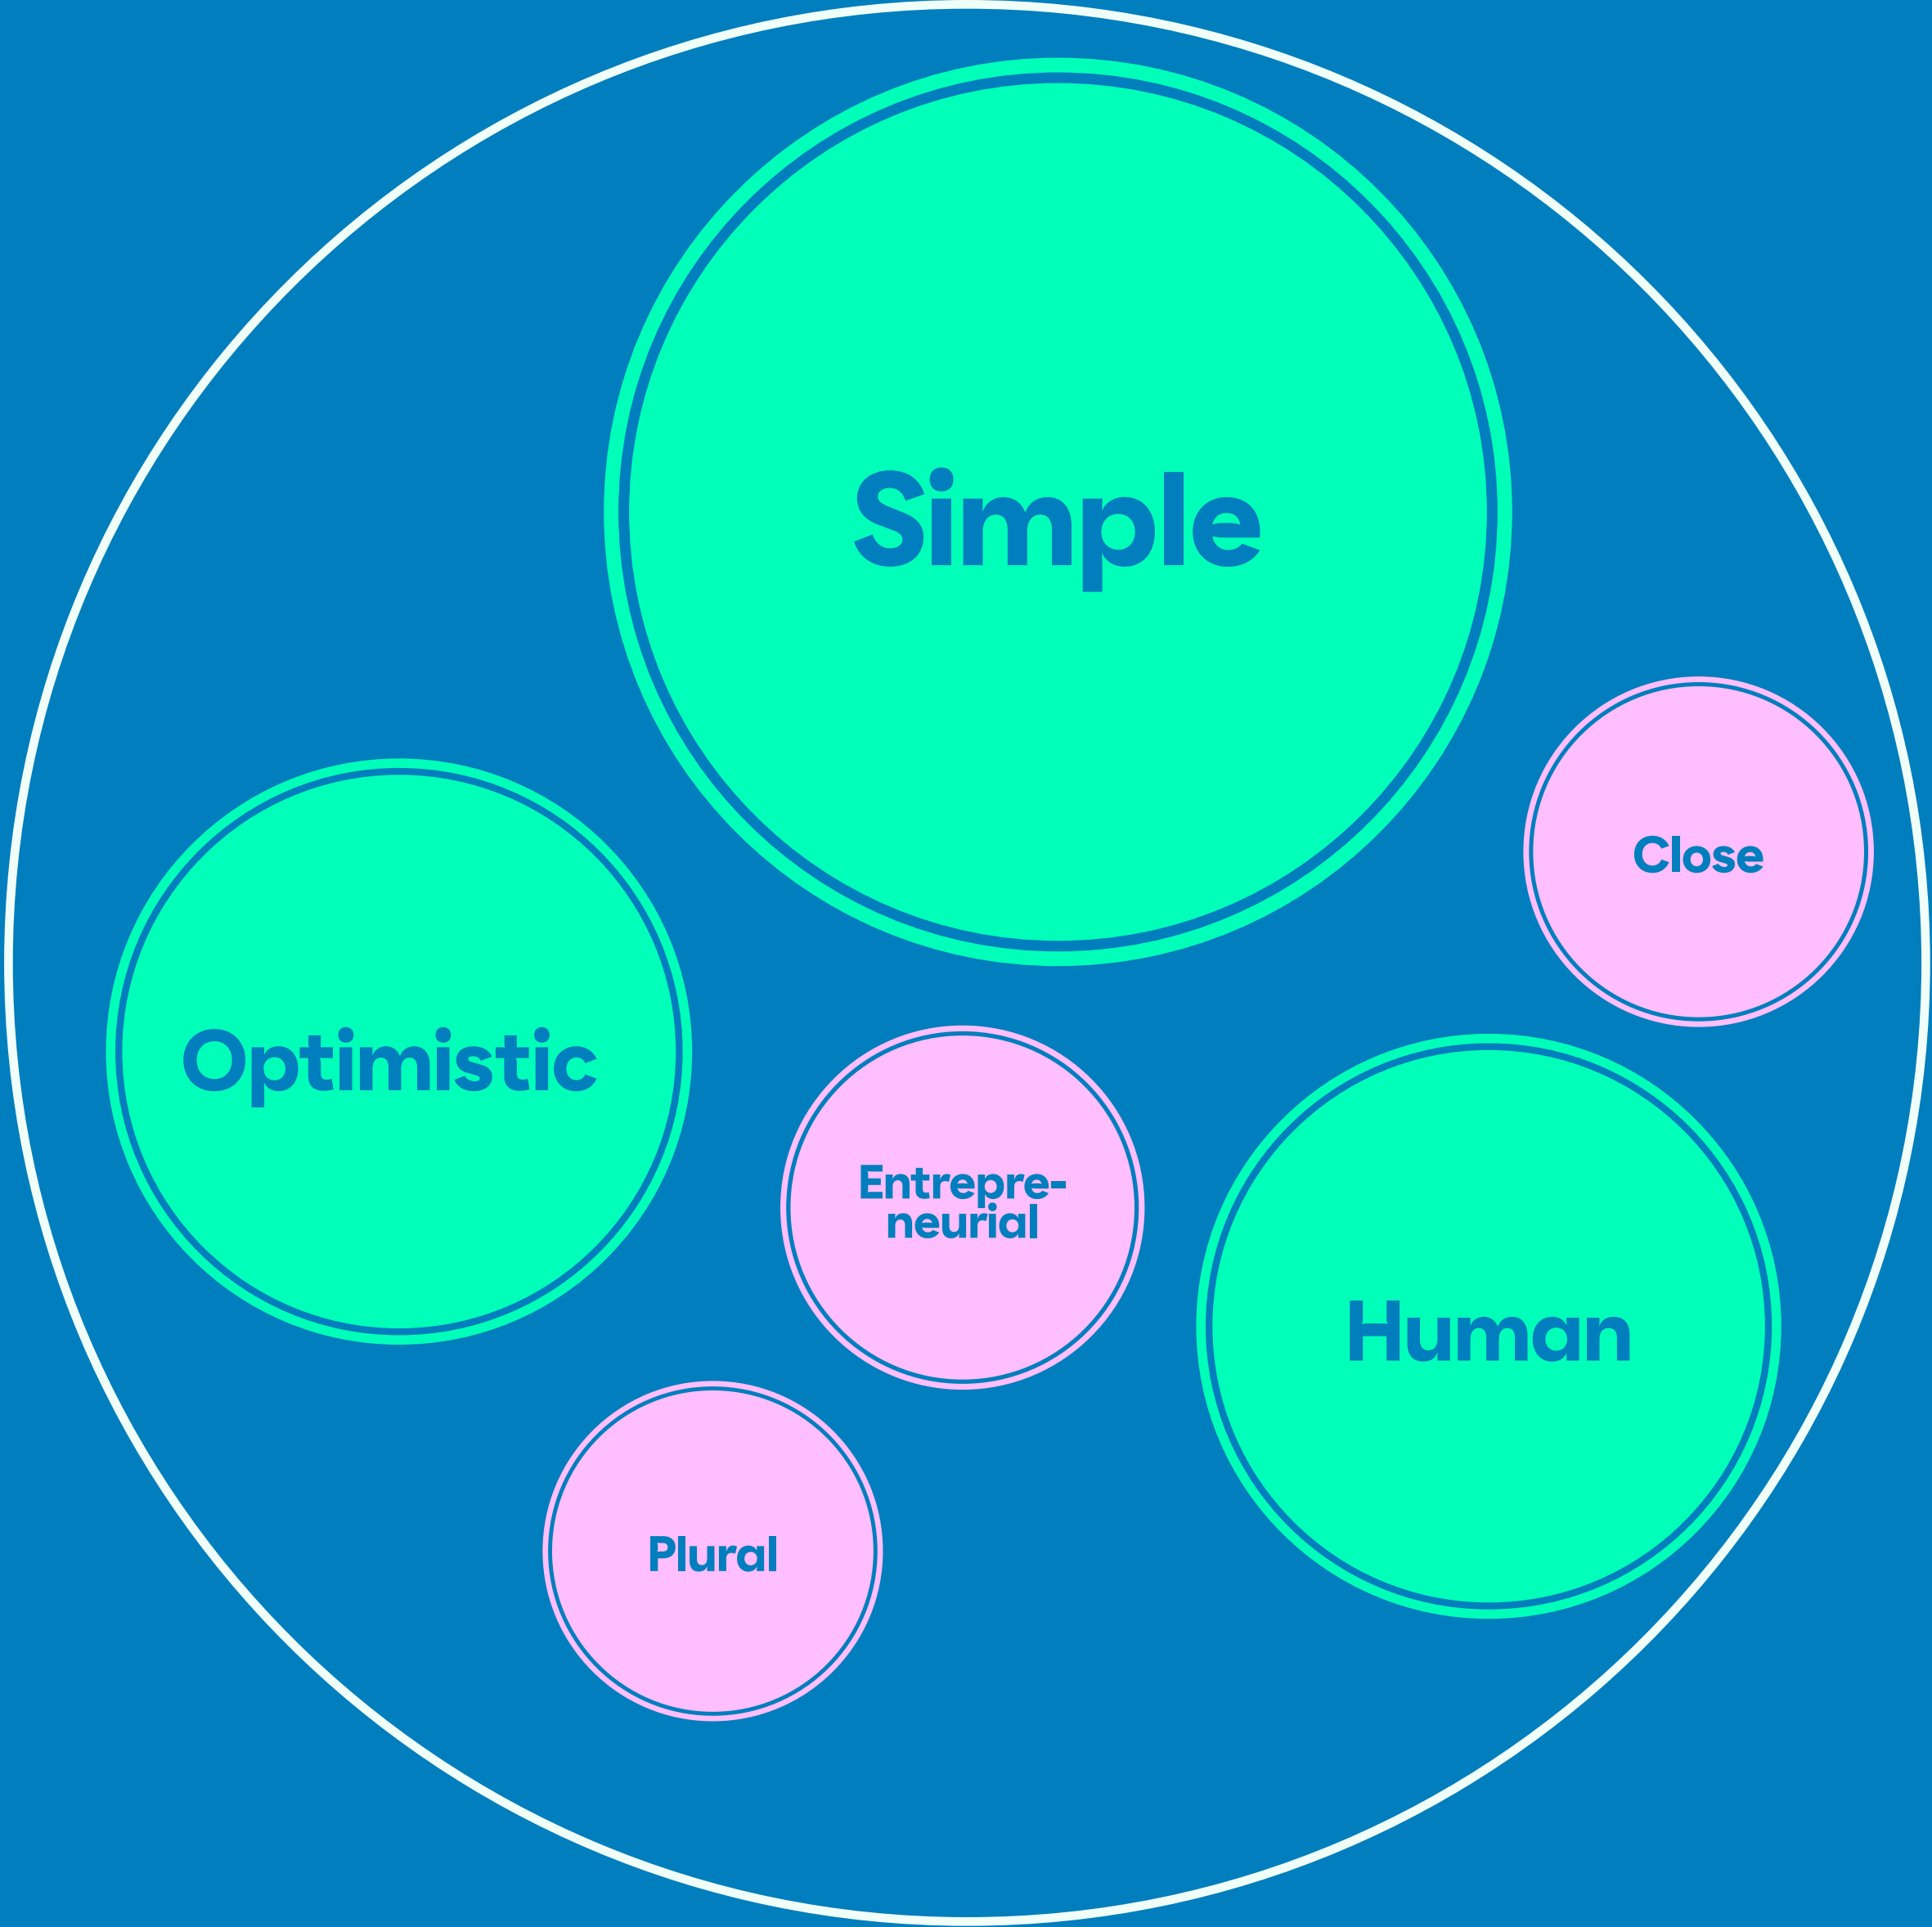 Simple
Close
Optimistic
Entrepre-
neurial
Human
Plural